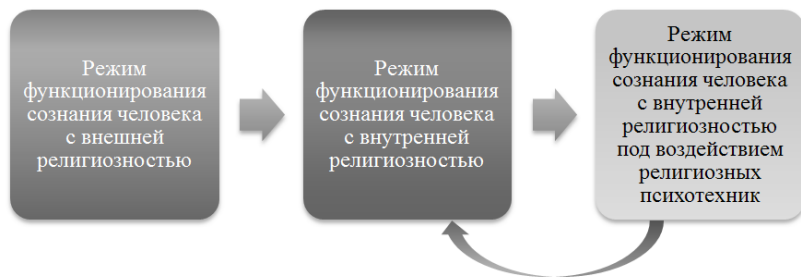 Режим
функционирования
сознания человека
с внешней
религиозностью
Режим
функционирования
сознания человека
с внутренней
религиозностью
Режим
функционирования
сознания человека
с внутренней
религиозностью
под воздействием
религиозных
психотехник